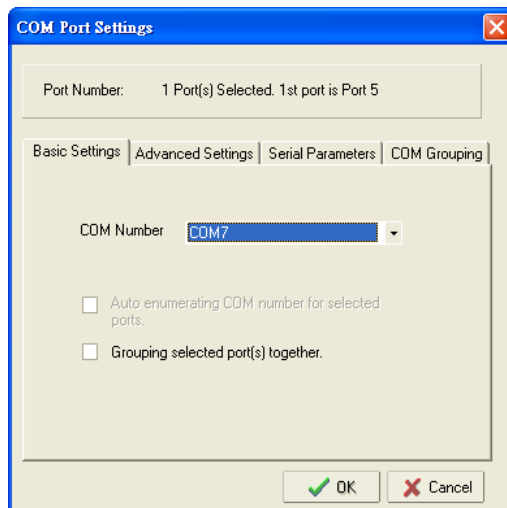 COM Port Settings
Port Number: 1 Port(s) Selected. 1st port is Port 5
Basic Settings Advanced Settings Serial Parameters COM Grouping
COM Number COM7
Auto enumerating COM number for selected
ports.
Grouping selected port(s) together.
OK Cancel